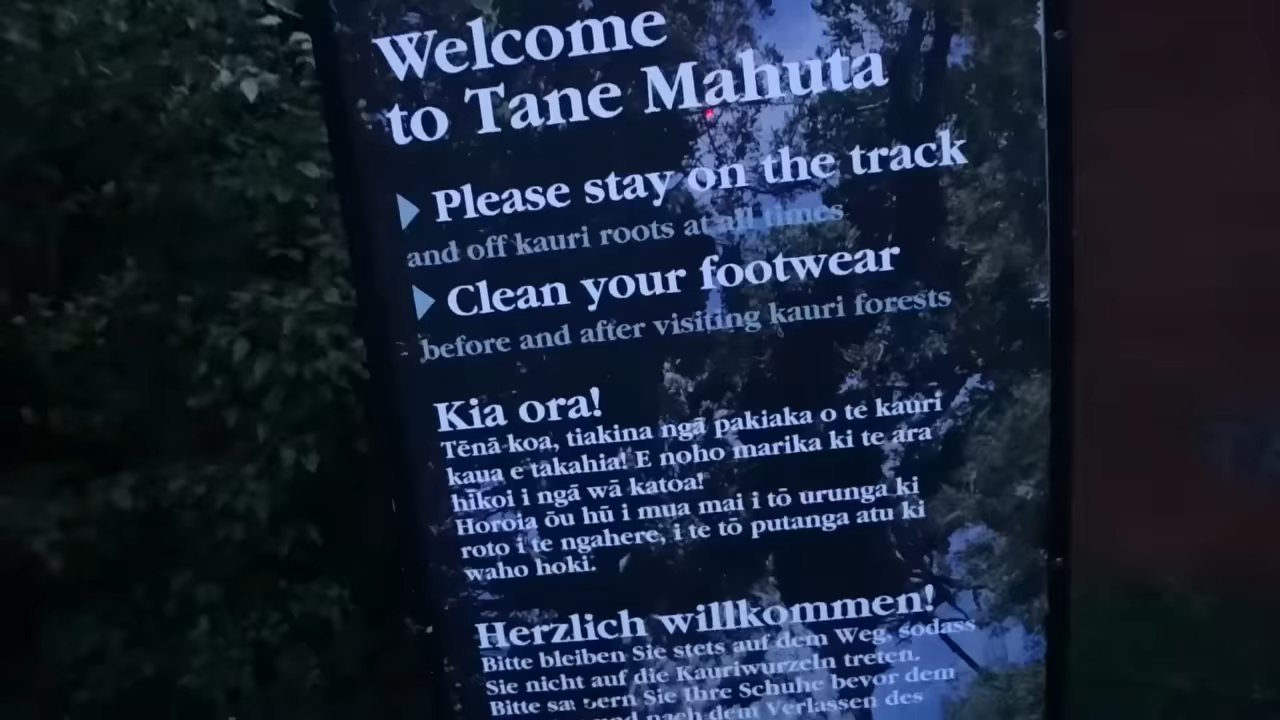 Welcome
to Tane Mahuta
Please stay on the track
and off kauri roots at all times
Clean your footwear
before and after visiting kauri forests
Kia ora!
Tēnā koa, tiakina ngā pakiaka o te kauri
kaua e takahia! E noho marika ki te ara
hīkoi i ngā wā katoa!
Horoia ōu hū i mua mai i tō urunga ki
roto i te ngahere, i te tō putanga atu ki
waho hoki.
Herzlich willkommen!
Bitte bleiben Sie stets auf dem Weg, sodass
Sie nicht auf die Kauriwurzeln treten.
Bitte Sie Ihre Schuhe bevor dem
und nach dem Verlassen des